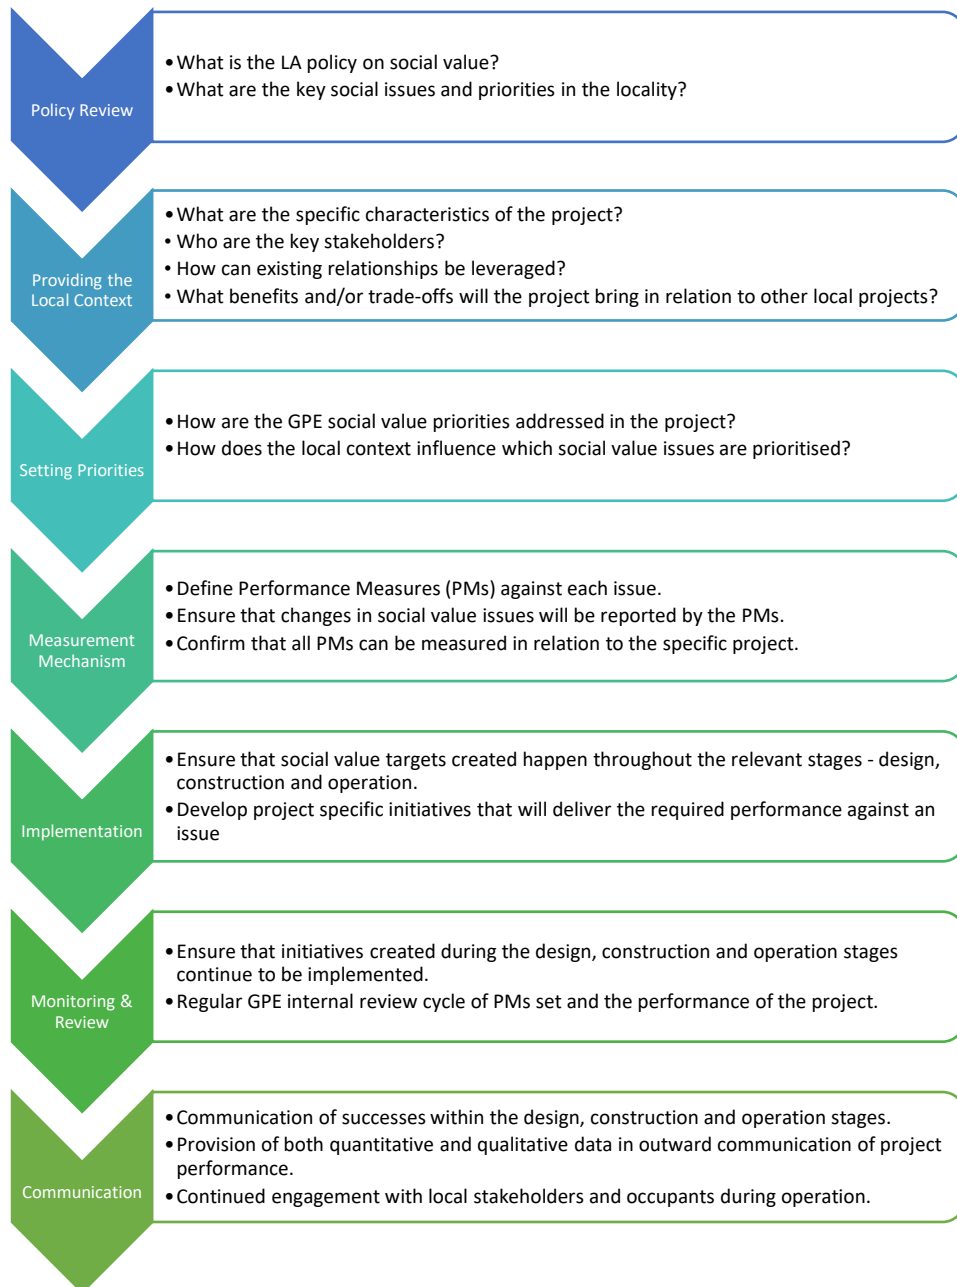 Policy Review
• What is the LA policy on social value?
• What are the key social issues and priorities in the locality?
Providing the
Local Context
• What are the specific characteristics of the project?
• Who are the key stakeholders?
• How can existing relationships be leveraged?
• What benefits and/or trade-offs will the project bring in relation to other local projects?
Setting Priorities
• How are the GPE social value priorities addressed in the project?
• How does the local context influence which social value issues are prioritised?
Measurement
Mechanism
• Define Performance Measures (PMs) against each issue.
• Ensure that changes in social value issues will be reported by the PMs.
• Confirm that all PMs can be measured in relation to the specific project.
Implementation
• Ensure that social value targets created happen throughout the relevant stages - design,
construction and operation.
• Develop project specific initiatives that will deliver the required performance against an
issue
Monitoring &
Review
• Ensure that initiatives created during the design, construction and operation stages
continue to be implemented.
• Regular GPE internal review cycle of PMs set and the performance of the project.
Communication
• Communication of successes within the design, construction and operation stages.
• Provision of both quantitative and qualitative data in outward communication of project
performance.
• Continued engagement with local stakeholders and occupants during operation.